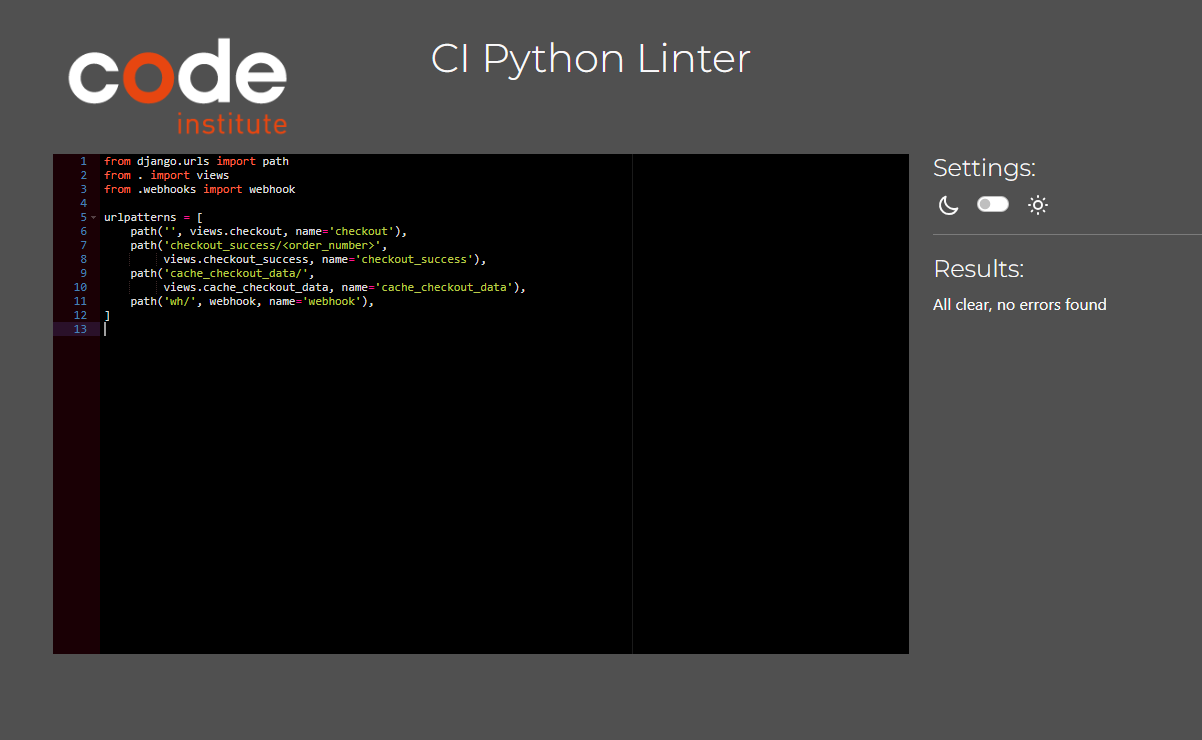 code
institute
CI Python Linter
1 from django.urls import path
2 from . import views
3 from .webhooks import webhook
4
5 urlpatterns = [
6     path('', views.checkout, name='checkout'),
7     path('checkout_success/<order_number>',
8          views.checkout_success, name='checkout_success'),
9     path('cache_checkout_data/',
10          views.cache_checkout_data, name='cache_checkout_data'),
11     path('wh/', webhook, name='webhook'),
12 ]
13
Settings:
Results:
All clear, no errors found